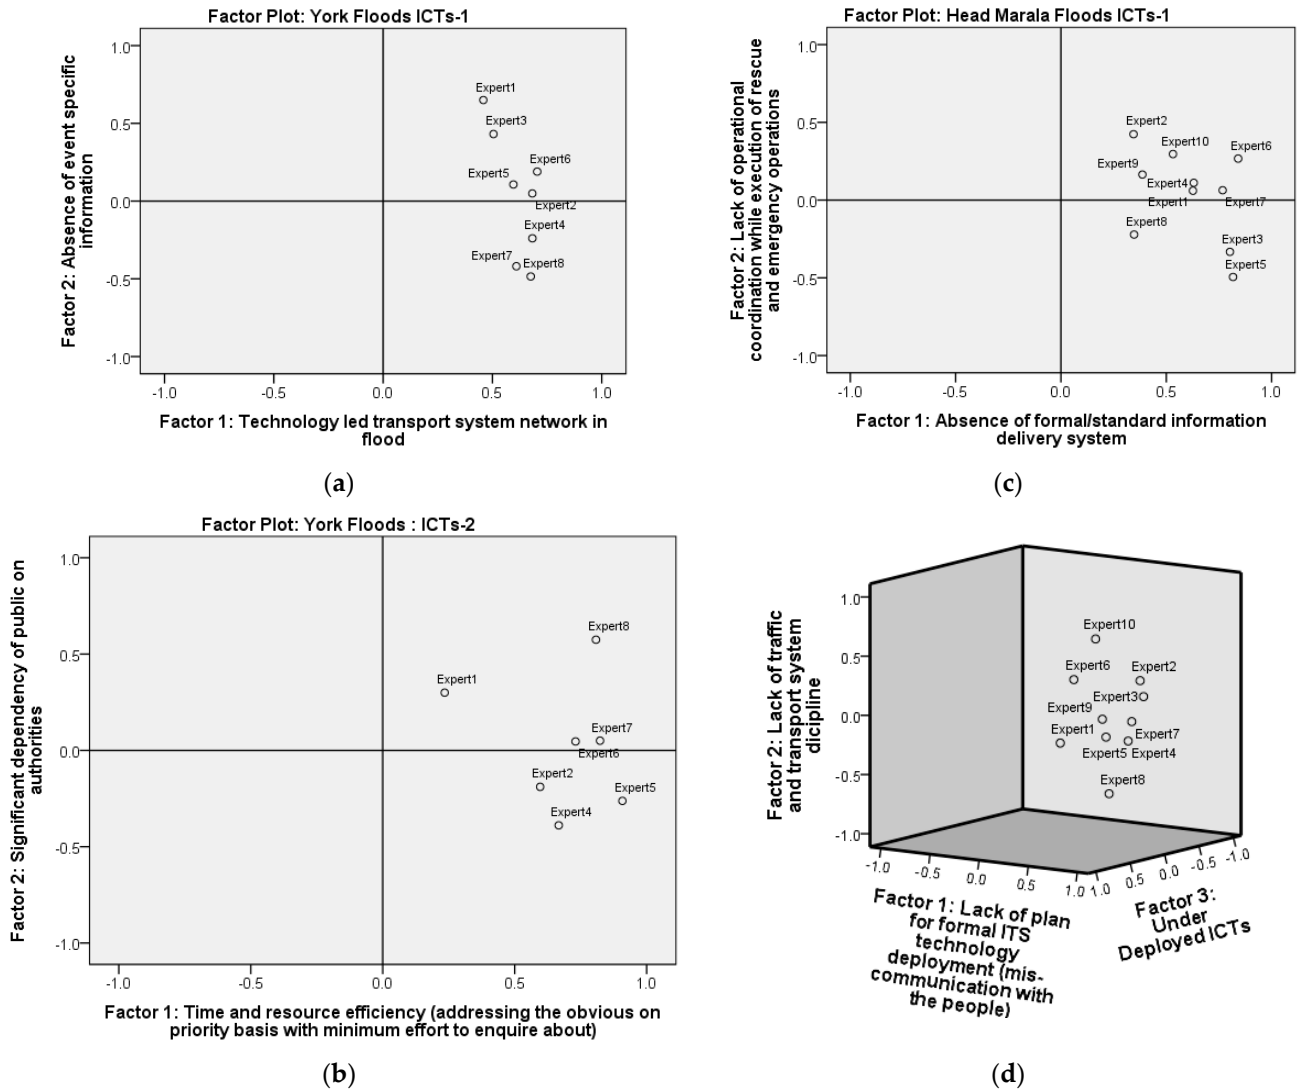 Factor Plot: York Floods ICTs-1
Factor 2: Absence of event specific
information
1.0
0.5
0.0
-0.5
-1.0
Expert1
Expert3
Expert6
Expert5
Expert2
Expert4
Expert7
Expert8
-1.0
-0.5
0.0
0.5
1.0
Factor 1: Technology led transport system network in
flood
(a)
Factor Plot: Head Marala Floods ICTs-1
Factor 2: Lack of operational
coordination while execution of rescue
and emergency operations
1.0
0.5
0.0
-0.5
-1.0
Expert2
Expert10
Expert6
Expert9
Expert4
Expert1
Expert7
Expert8
Expert3
Expert5
-1.0
-0.5
0.0
0.5
1.0
Factor 1: Absence of formal/standard information
delivery system
(c)
Factor Plot: York Floods : ICTs-2
Factor 2: Significant dependency of public on
authorities
1.0
0.5
0.0
-0.5
-1.0
Expert8
Expert1
Expert7
Expert6
Expert2
Expert5
Expert4
-1.0
-0.5
0.0
0.5
1.0
Factor 1: Time and resource efficiency (addressing the obvious on
priority basis with minimum effort to enquire about)
(b)
Factor 2: Lack of traffic
and transport system
dicipline
1.0
0.5
0.0
-0.5
-1.0
Expert10
Expert6
Expert2
Expert3
Expert9
Expert1
Expert7
Expert5
Expert4
Expert8
-1.0
-0.5
0.0
0.5
1.0
1.0
0.5
0.0
-0.5
-1.0
Factor 1: Lack of plan
for formal ITS
technology
deployment (mis-
communication with
the people)
Factor 3:
Under
Deployed ICTs
(d)